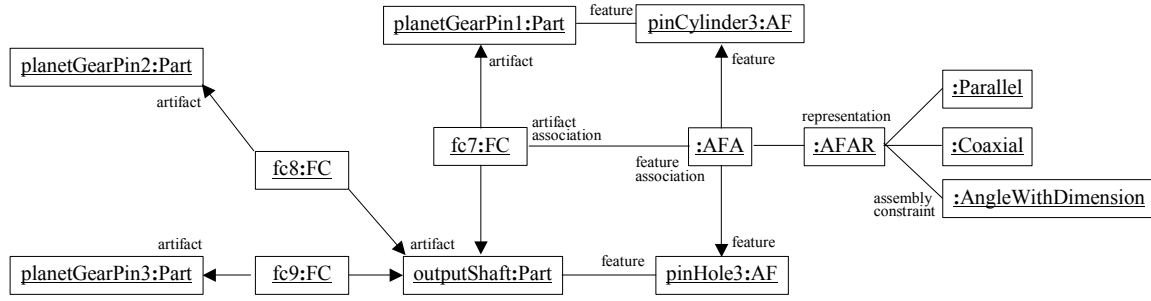 planetGearPin1:Part
feature
pinCylinder3:AF
planetGearPin2:Part
artifact
artifact
feature
:Parallel
representation
artifact
association
fc7:FC
:AFA
:AFAR
:Coaxial
feature
association
fc8:FC
assembly
constraint
:AngleWithDimension
artifact
artifact
feature
planetGearPin3:Part
fc9:FC
outputShaft:Part
feature
pinHole3:AF